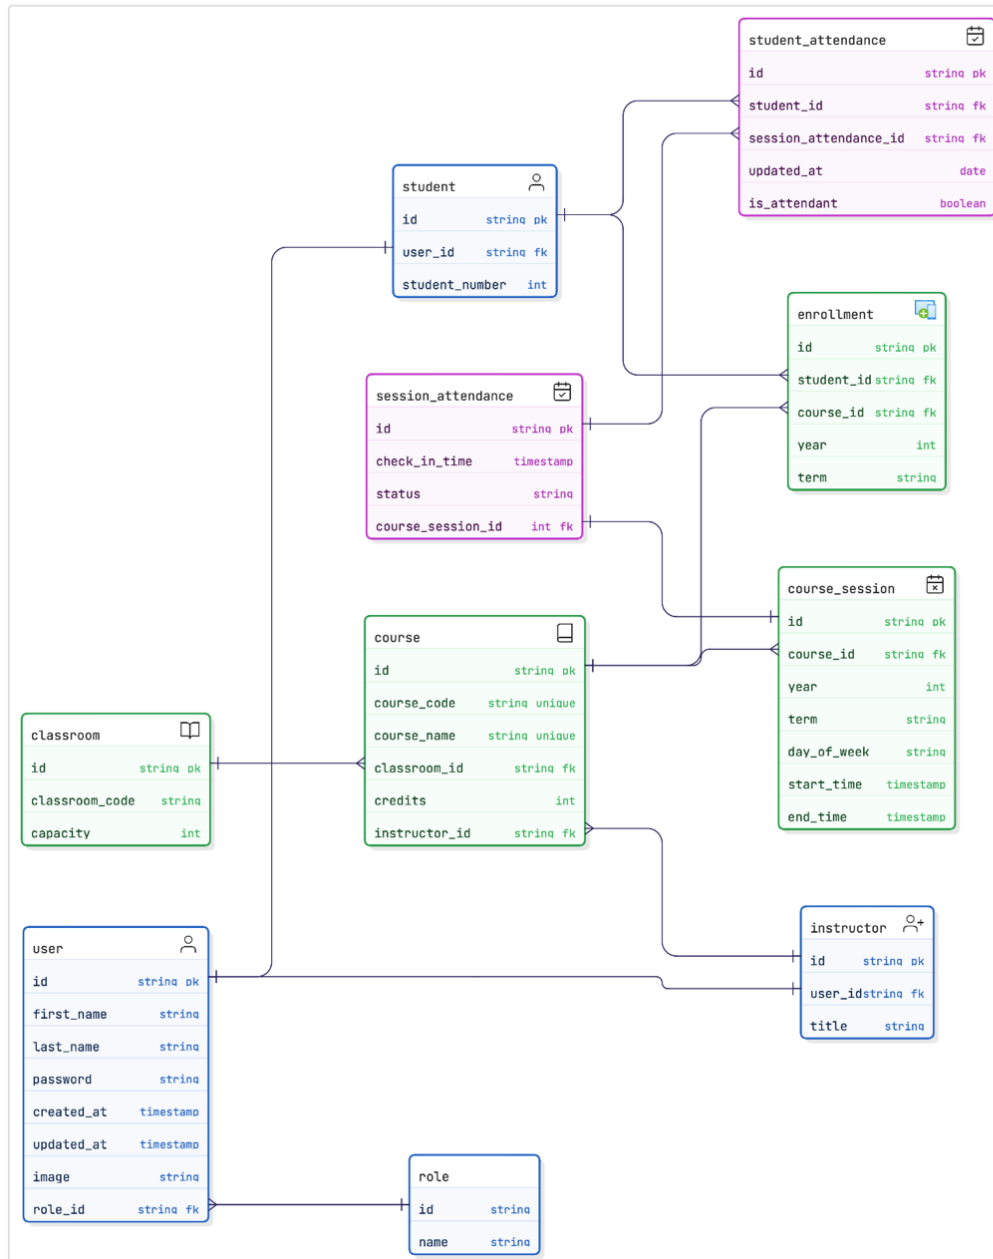 student_attendance
id string pk
student_id string fk
session_attendance_id string fk
updated_at date
is_attendant boolean
student
id string pk
user_id string fk
student_number int
enrollment
id string pk
student_id string fk
course_id string fk
year int
term string
session_attendance
id string pk
check_in_time timestamp
status string
course_session_id int fk
course_session
id string pk
course_id string fk
year int
term string
day_of_week string
start_time timestamp
end_time timestamp
course
id string pk
course_code string unique
course_name string unique
classroom_id string fk
credits int
instructor_id string fk
classroom
id string pk
classroom_code string
capacity int
instructor
id string pk
user_id string fk
title string
user
id string pk
first_name string
last_name string
password string
created_at timestamp
updated_at timestamp
image string
role_id string fk
role
id string
name string